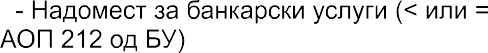 - Надомест за банкарски услуги (< или =
АОП 212 од БУ)